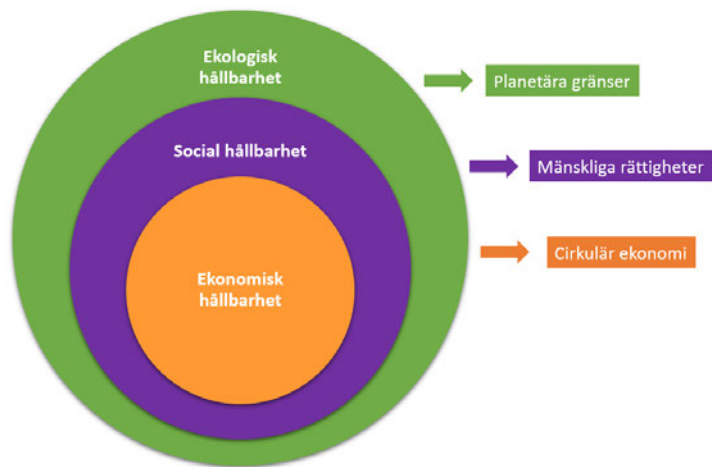 Ekologisk
hållbarhet
Planetära gränser
Social hållbarhet
Mänskliga rättigheter
Ekonomisk
hållbarhet
Cirkulär ekonomi